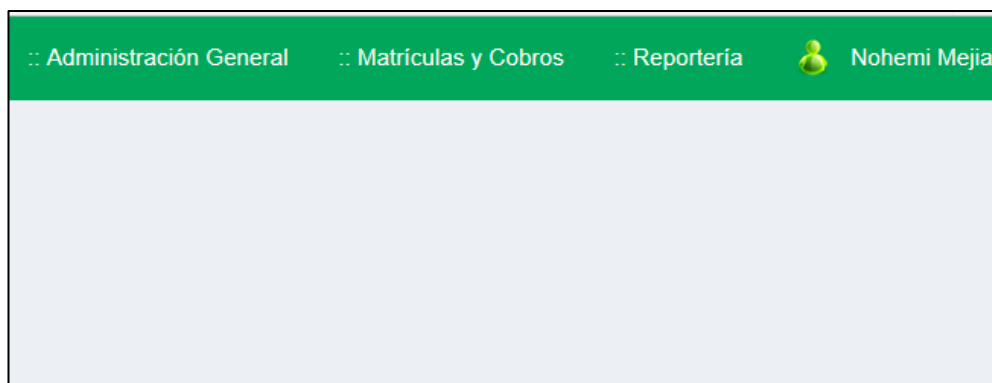 :: Administración General :: Matrículas y Cobros :: Reportería Nohemi Mejia